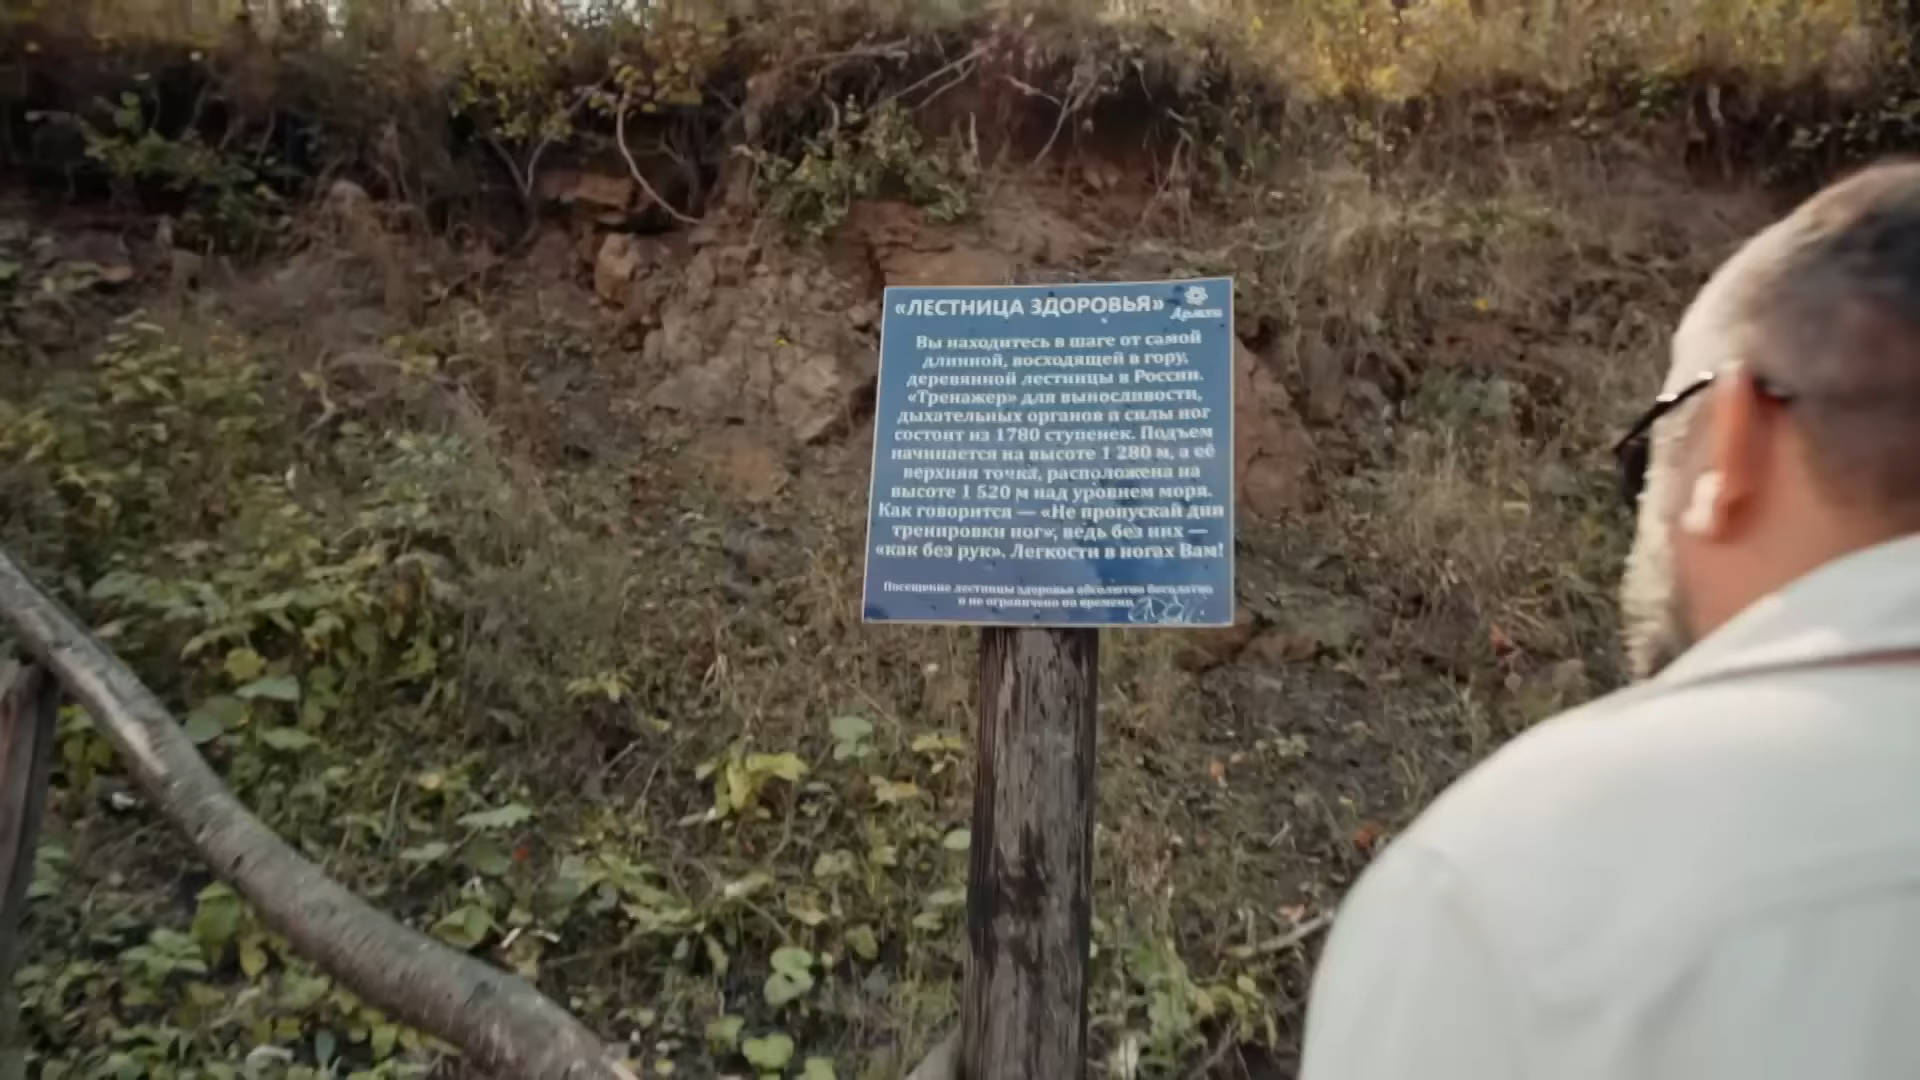 «ЛЕСТНИЦА ЗДОРОВЬЯ»
Армхи
Вы находитесь в шаге от самой
длинной, восходящей в гору,
деревянной лестницы в России.
«Тренажер» для выносливости,
дыхательных органов и силы ног
состоит из 1780 ступенек. Подъем
начинается на высоте 1 280 м, а её
верхняя точка, расположена на
высоте 1 520 м над уровнем моря.
Как говорится — «Не пропускай дни
тренировки ног», ведь без них —
«как без рук». Легкости в ногах Вам!
Посещение лестницы здоровья абсолютно бесплатно
и не ограничено по времени